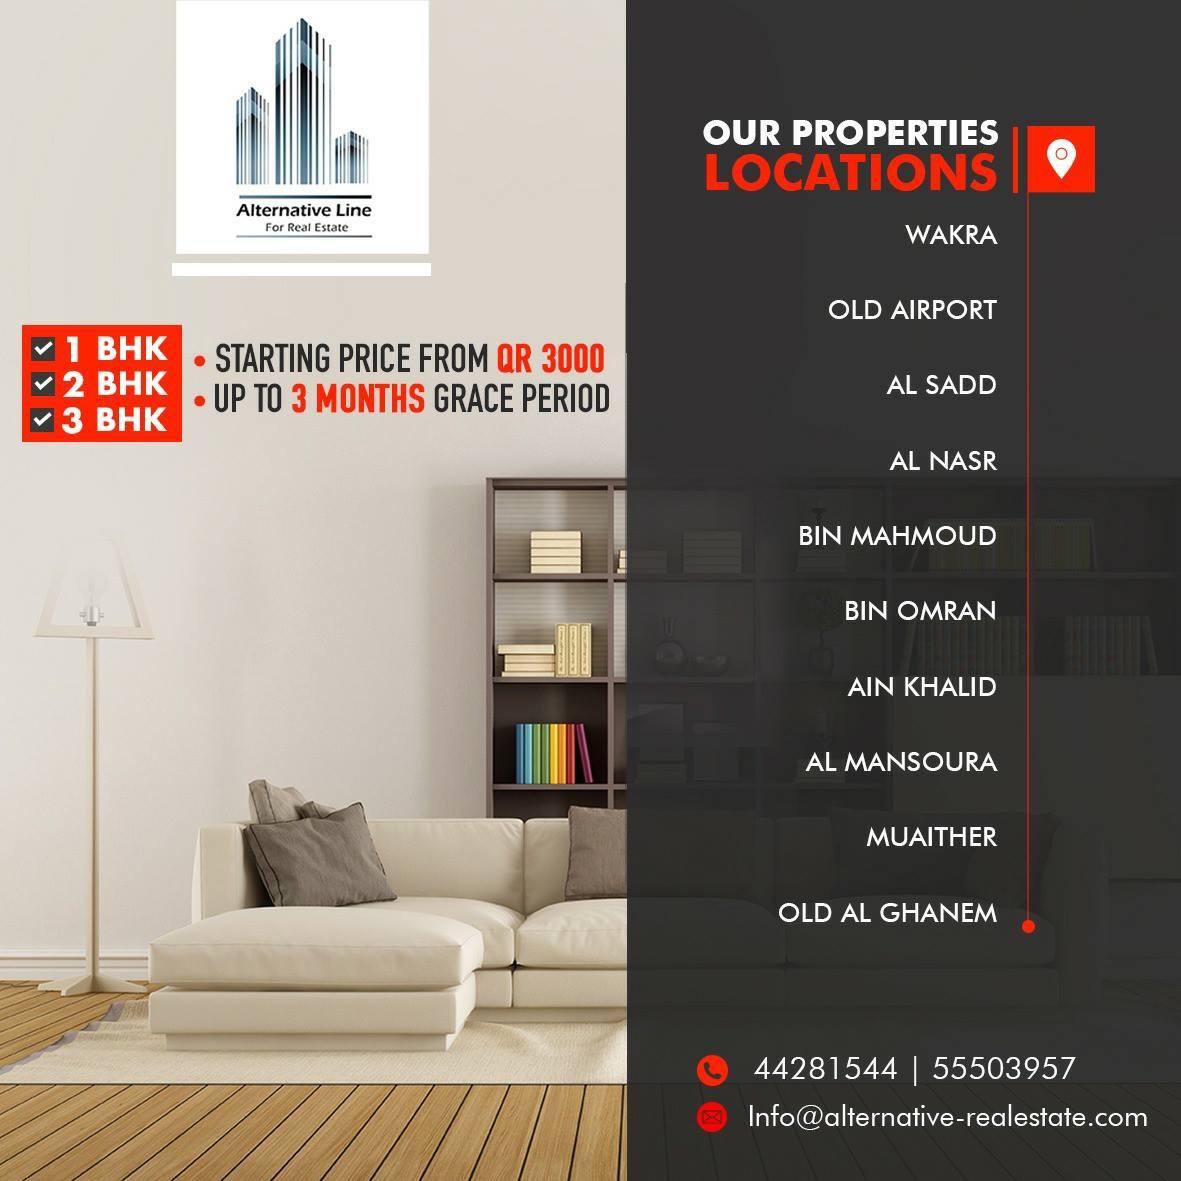 Alternative Line
For Real Estate
1 BHK
2 BHK
3 BHK
• STARTING PRICE FROM QR 3000
• UP TO 3 MONTHS GRACE PERIOD
OUR PROPERTIES
LOCATIONS
WAKRA
OLD AIRPORT
AL SADD
AL NASR
BIN MAHMOUD
BIN OMRAN
AIN KHALID
AL MANSOURA
MUAITHER
OLD AL GHANEM
44281544 | 55503957
Info@alternative-realestate.com